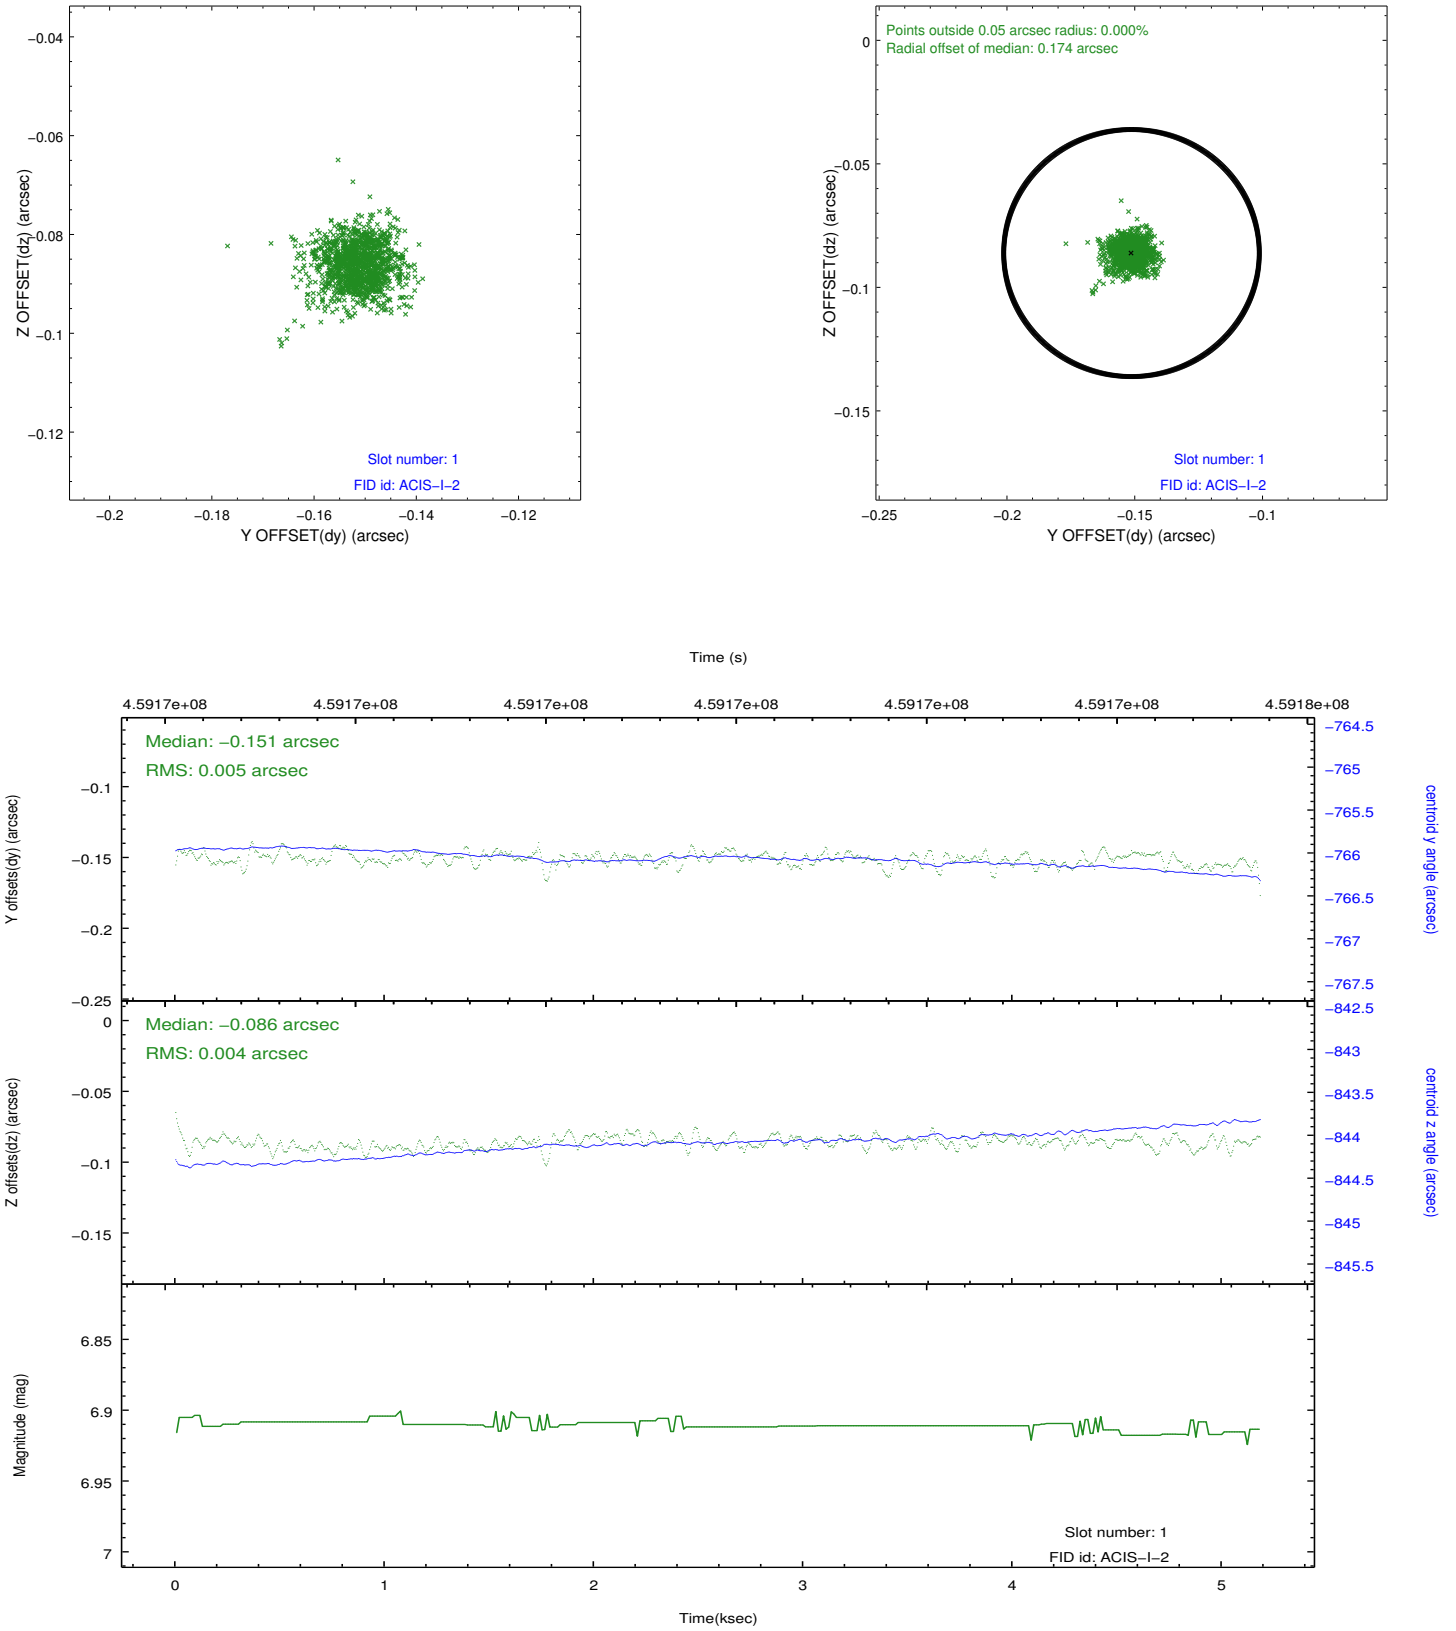 −0.04
−0.06
−0.08
−0.1
−0.12
Z OFFSET(dz) (arcsec)
Slot number: 1
FID id: ACIS−I−2
−0.2 −0.18 −0.16 −0.14 −0.12
Y OFFSET(dy) (arcsec)
Points outside 0.05 arcsec radius: 0.000%
Radial offset of median: 0.174 arcsec
0
−0.05
−0.1
−0.15
Z OFFSET(dz) (arcsec)
Slot number: 1
FID id: ACIS−I−2
−0.25 −0.2 −0.15 −0.1
Y OFFSET(dy) (arcsec)
Time (s)
4.5917e+08 4.5917e+08 4.5917e+08 4.5917e+08 4.5917e+08 4.5917e+08 4.5918e+08
Median: −0.151 arcsec
RMS: 0.005 arcsec
−0.1
−0.15
−0.2
−0.25
Y offsets(dy) (arcsec)
−764.5
−765
−765.5
−766
−766.5
−767
−767.5
centroid y angle (arcsec)
Median: −0.086 arcsec
RMS: 0.004 arcsec
0
−0.05
−0.1
−0.15
Z offsets(dz) (arcsec)
−842.5
−843
−843.5
−844
−844.5
−845
−845.5
centroid z angle (arcsec)
6.85
6.9
6.95
7
Magnitude (mag)
Slot number: 1
FID id: ACIS−I−2
0 1 2 3 4 5
Time(ksec)